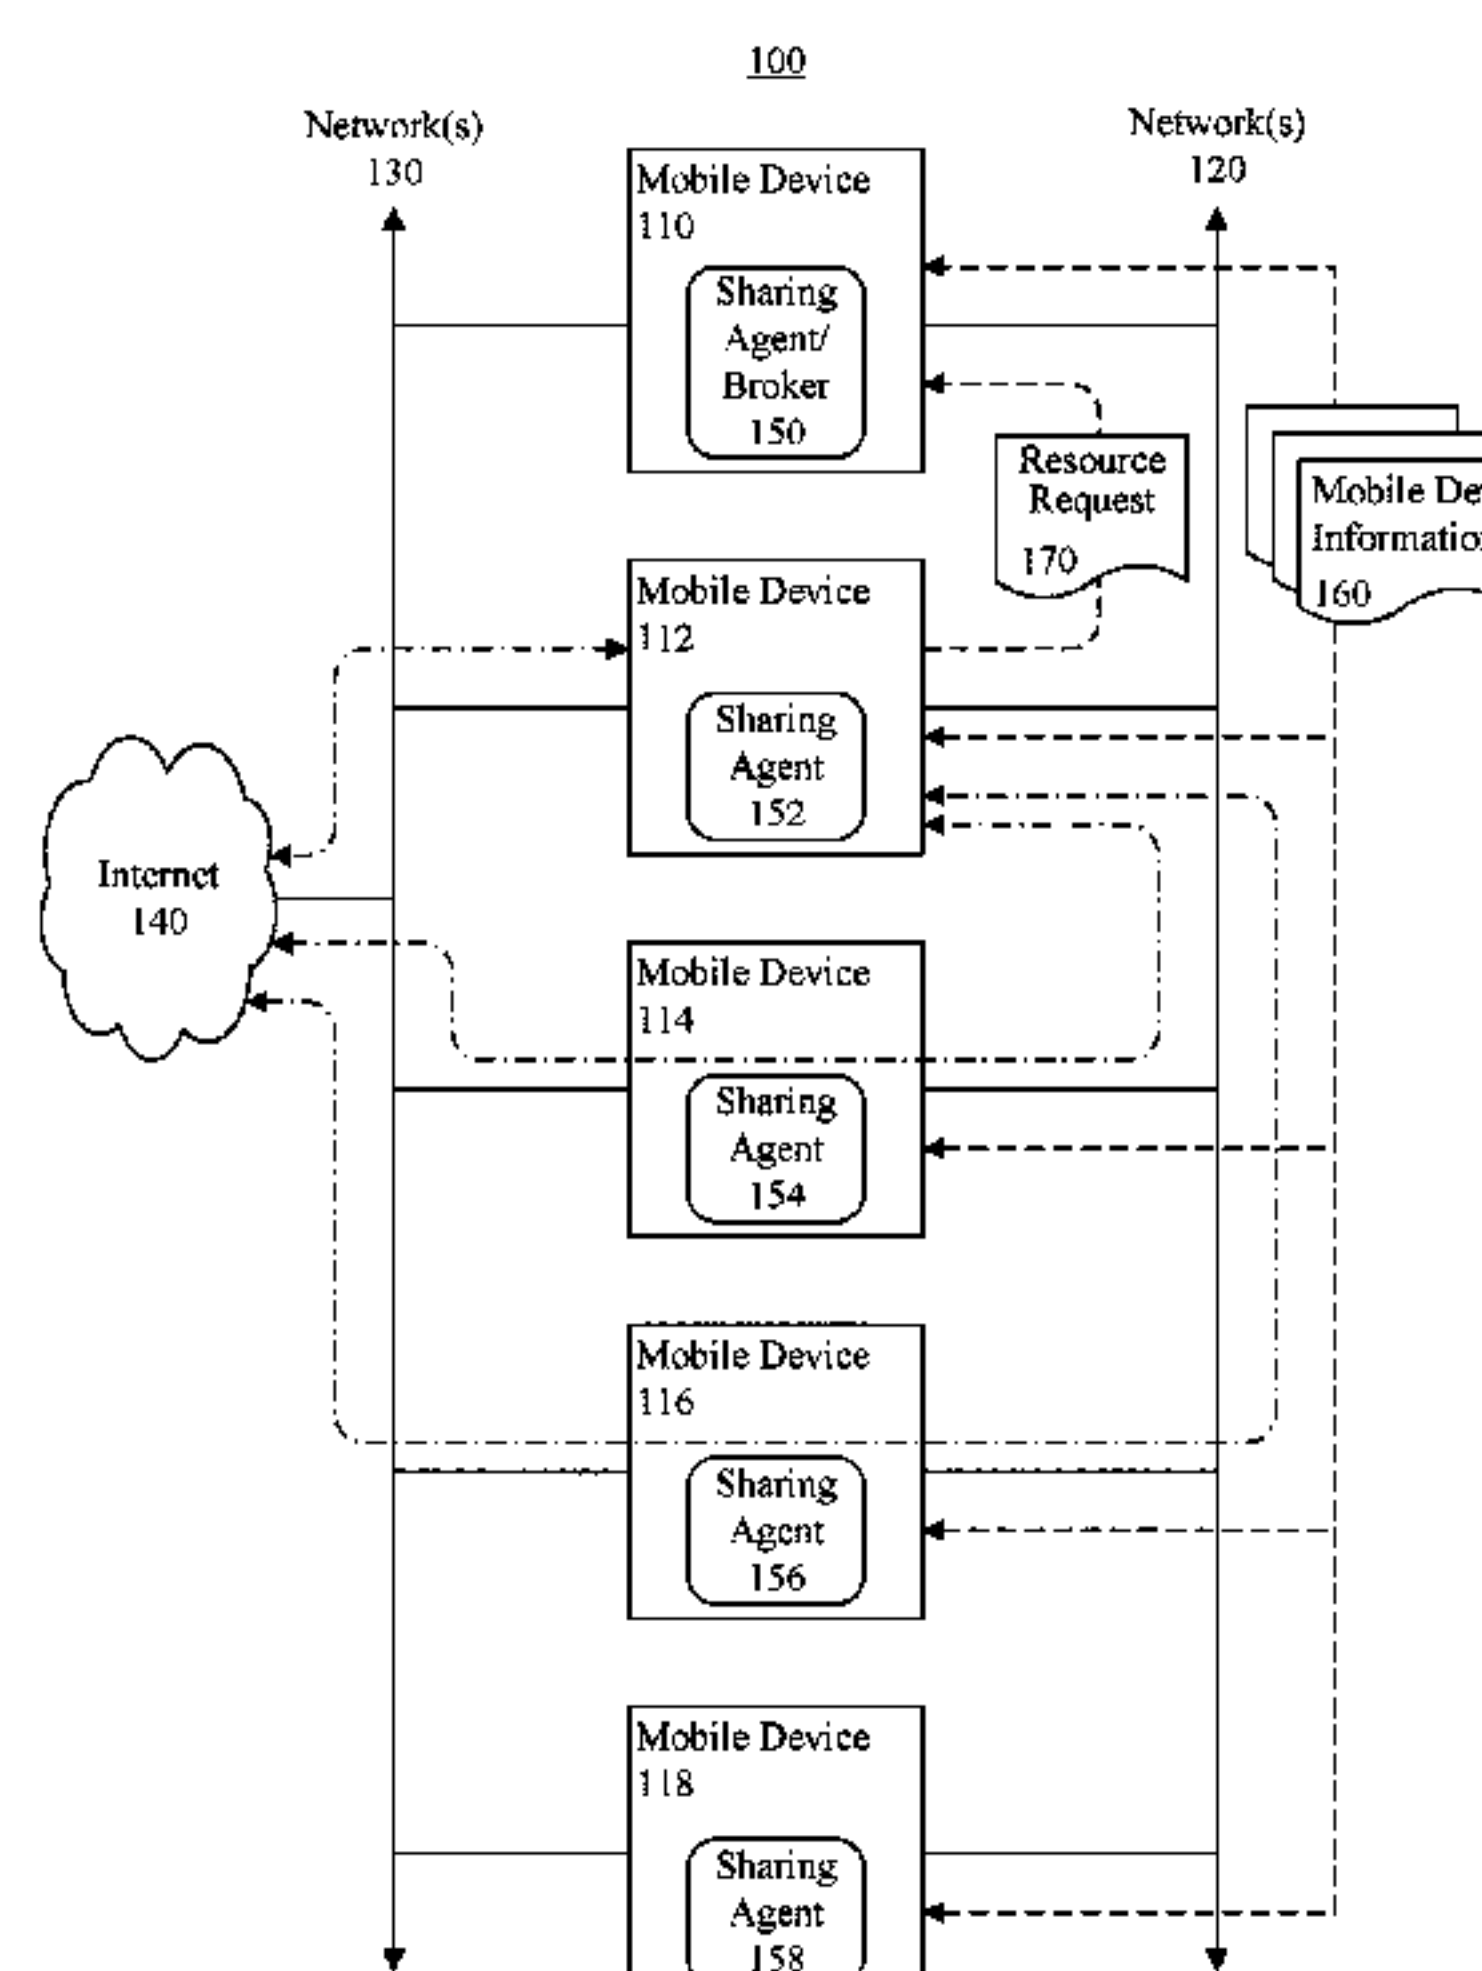 100
Network(s)
130
Network(s)
120
Mobile Device
110
Sharing
Agent/
Broker
150
Resource
Request
170
Mobile
Information
160
Mobile Device
112
Sharing
Agent
152
Internet
140
Mobile Device
114
Sharing
Agent
154
Mobile Device
116
Sharing
Agent
156
Mobile Device
118
Sharing
Agent
158